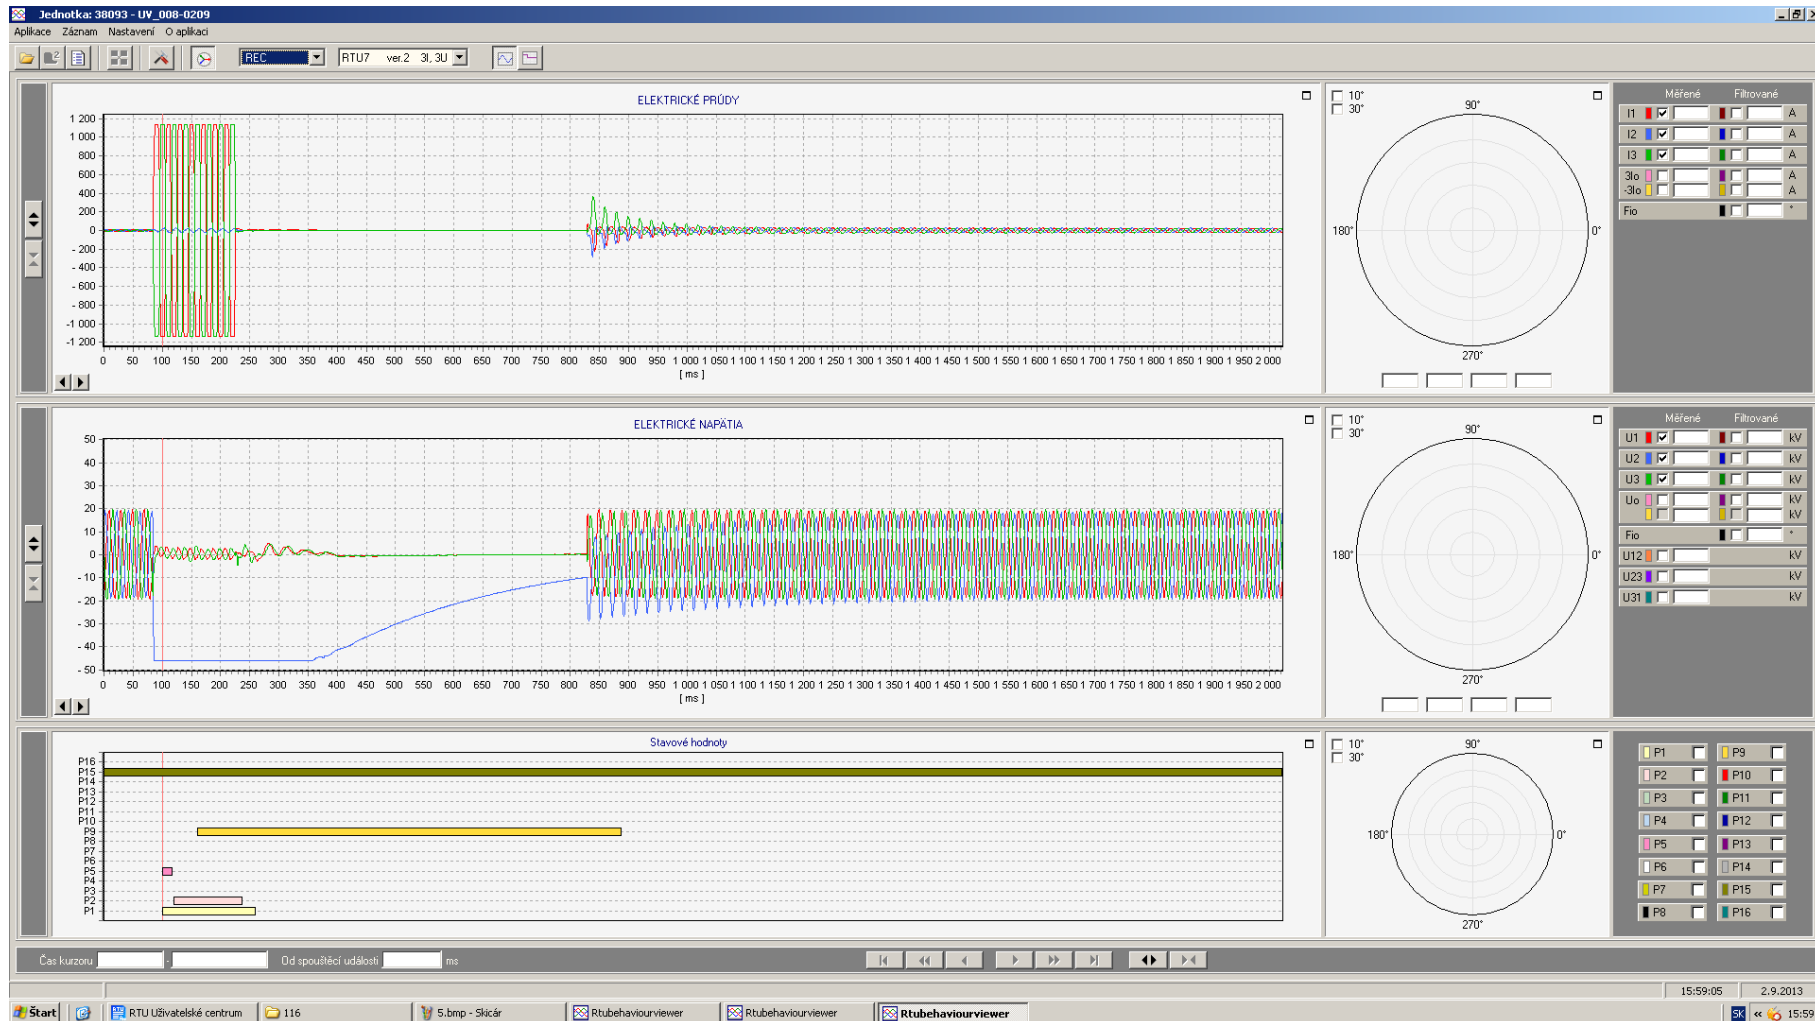 Jednotka: 38093 - UV_008-0209
Aplikace Záznam Nastavení O aplikaci
REC RTU7 ver.2 3I, 3U
ELEKTRICKÉ PRÚDY
1 200
1 000
800
600
400
200
0
- 200
- 400
- 600
- 800
-1 000
-1 200
0 50 100 150 200 250 300 350 400 450 500 550 600 650 700 750 800 850 900 950 1 000 1 050 1 100 1 150 1 200 1 250 1 300 1 350 1 400 1 450 1 500 1 550 1 600 1 650 1 700 1 750 1 800 1 850 1 900 1 950 2 000
[ ms ]
10°
30°
90°
180°
0°
270°
Měřené Filtrované
I1 A
I2 A
I3 A
3Io A
-3Io A
Fio °
ELEKTRICKÉ NAPÄTIA
50
40
30
20
10
0
- 10
- 20
- 30
- 40
- 50
0 50 100 150 200 250 300 350 400 450 500 550 600 650 700 750 800 850 900 950 1 000 1 050 1 100 1 150 1 200 1 250 1 300 1 350 1 400 1 450 1 500 1 550 1 600 1 650 1 700 1 750 1 800 1 850 1 900 1 950 2 000
[ ms ]
10°
30°
90°
180°
0°
270°
Měřené Filtrované
U1 kV
U2 kV
U3 kV
Uo kV
kV
Fio °
U12 kV
U23 kV
U31 kV
Stavové hodnoty
P16
P15
P14
P13
P12
P11
P10
P9
P8
P7
P6
P5
P4
P3
P2
P1
10°
30°
90°
180°
0°
270°
P1 P9
P2 P10
P3 P11
P4 P12
P5 P13
P6 P14
P7 P15
P8 P16
Čas kurzoru - Od spouštěcí události ms
15:59:05 2.9.2013
Štart RTU Uživatelské centrum 116 5.bmp - Skicár Rtubehaviourviewer Rtubehaviourviewer Rtubehaviourviewer SK « 15:59